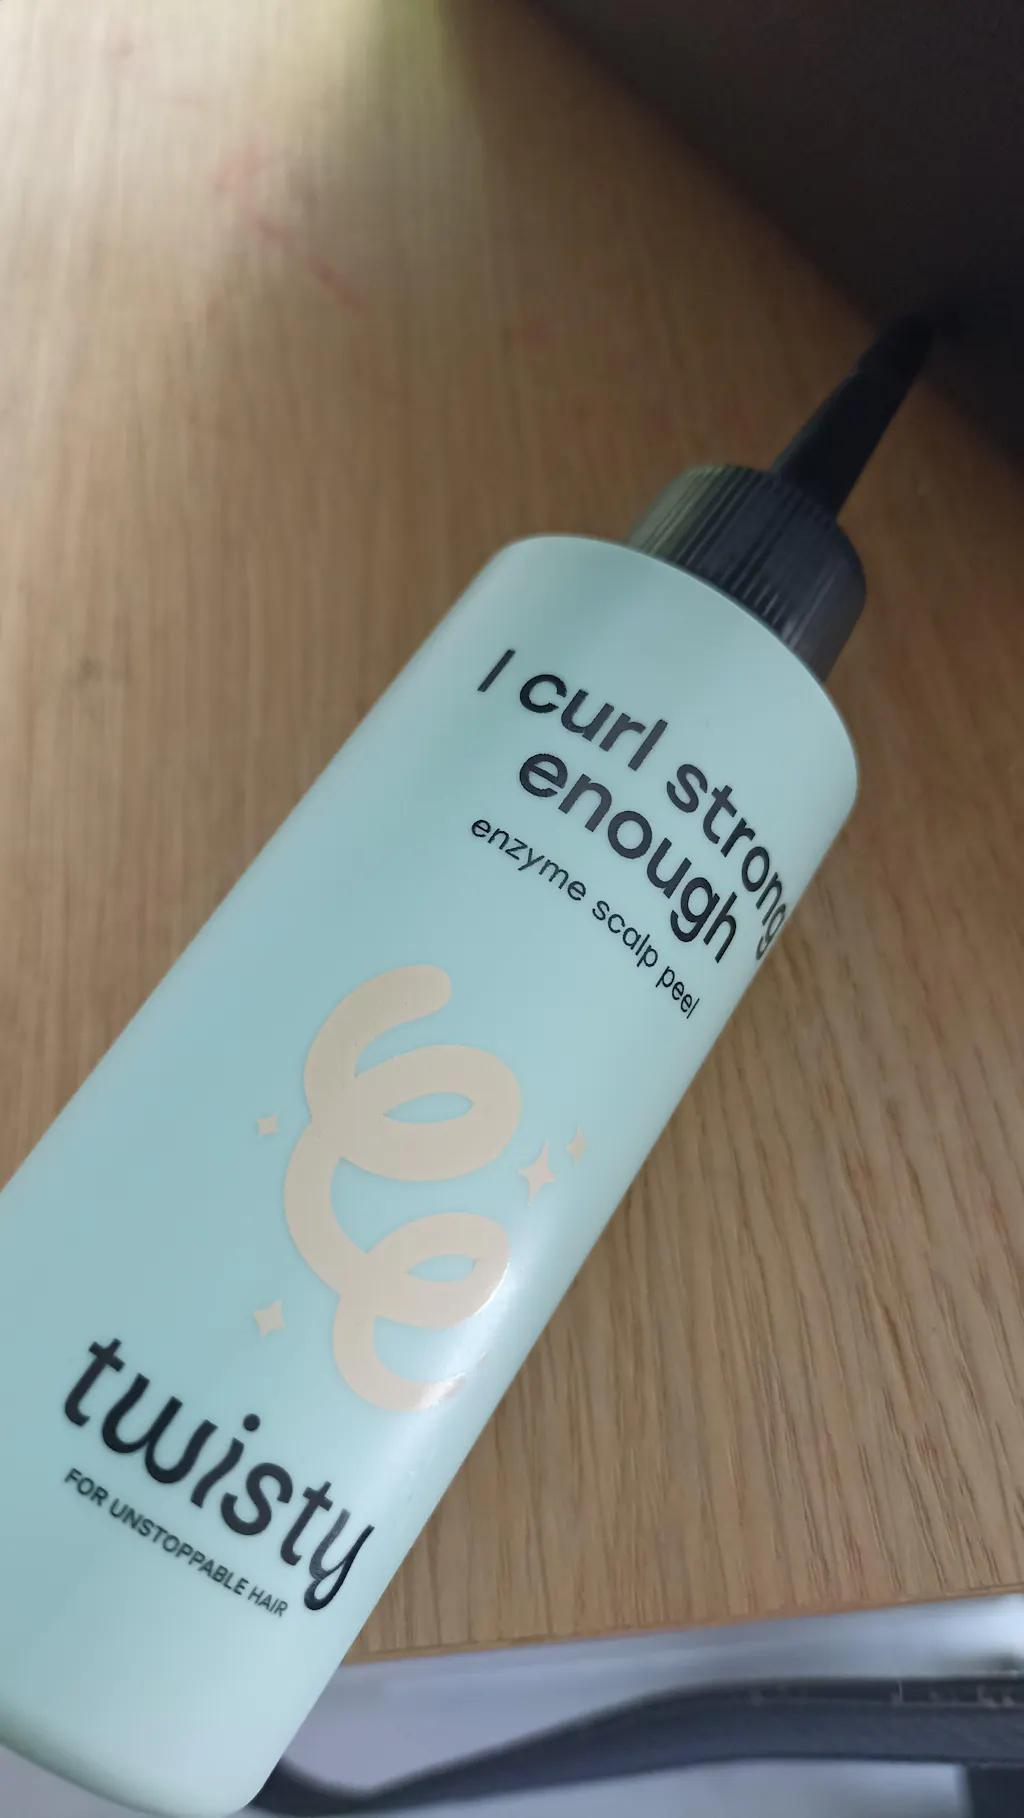 I curl strong
enough
enzyme scalp peel
twisty
FOR UNSTOPPABLE HAIR